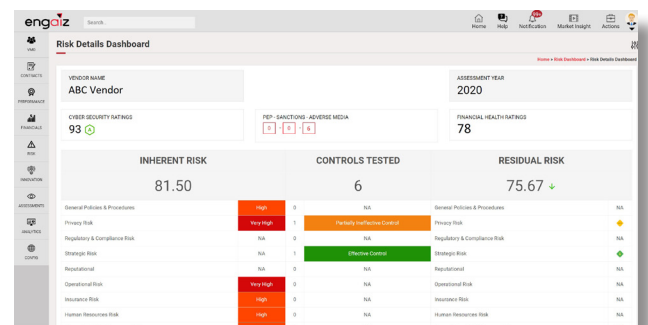 engaiz
Search..
99+
Home
Help
Notification
Market Insight
Actions
VMO
CONTRACTS
PERFORMANCE
FINANCIALS
RISK
INNOVATION
ASSESSMENTS
ANALYTICS
CONFIG
Risk Details Dashboard
Home » Risk Dashboard » Risk Details Dashboard
VENDOR NAME
ABC Vendor
ASSESSMENT YEAR
2020
CYBER SECURITY RATINGS
93 A
PEP - SANCTIONS - ADVERSE MEDIA
0 - 0 - 6
FINANCIAL HEALTH RATINGS
78
INHERENT RISK CONTROLS TESTED RESIDUAL RISK
81.50 6 75.67
General Policies & Procedures High 0 NA General Policies & Procedures NA
Privacy Risk Very High 1 Partially Ineffective Control Privacy Risk
Regulatory & Compliance Risk NA 0 NA Regulatory & Compliance Risk NA
Strategic Risk NA 1 Effective Control Strategic Risk
Reputational NA 0 NA Reputational NA
Operational Risk Very High 0 NA Operational Risk NA
Insurance Risk High 0 NA Insurance Risk NA
Human Resources Risk High 0 NA Human Resources Risk NA